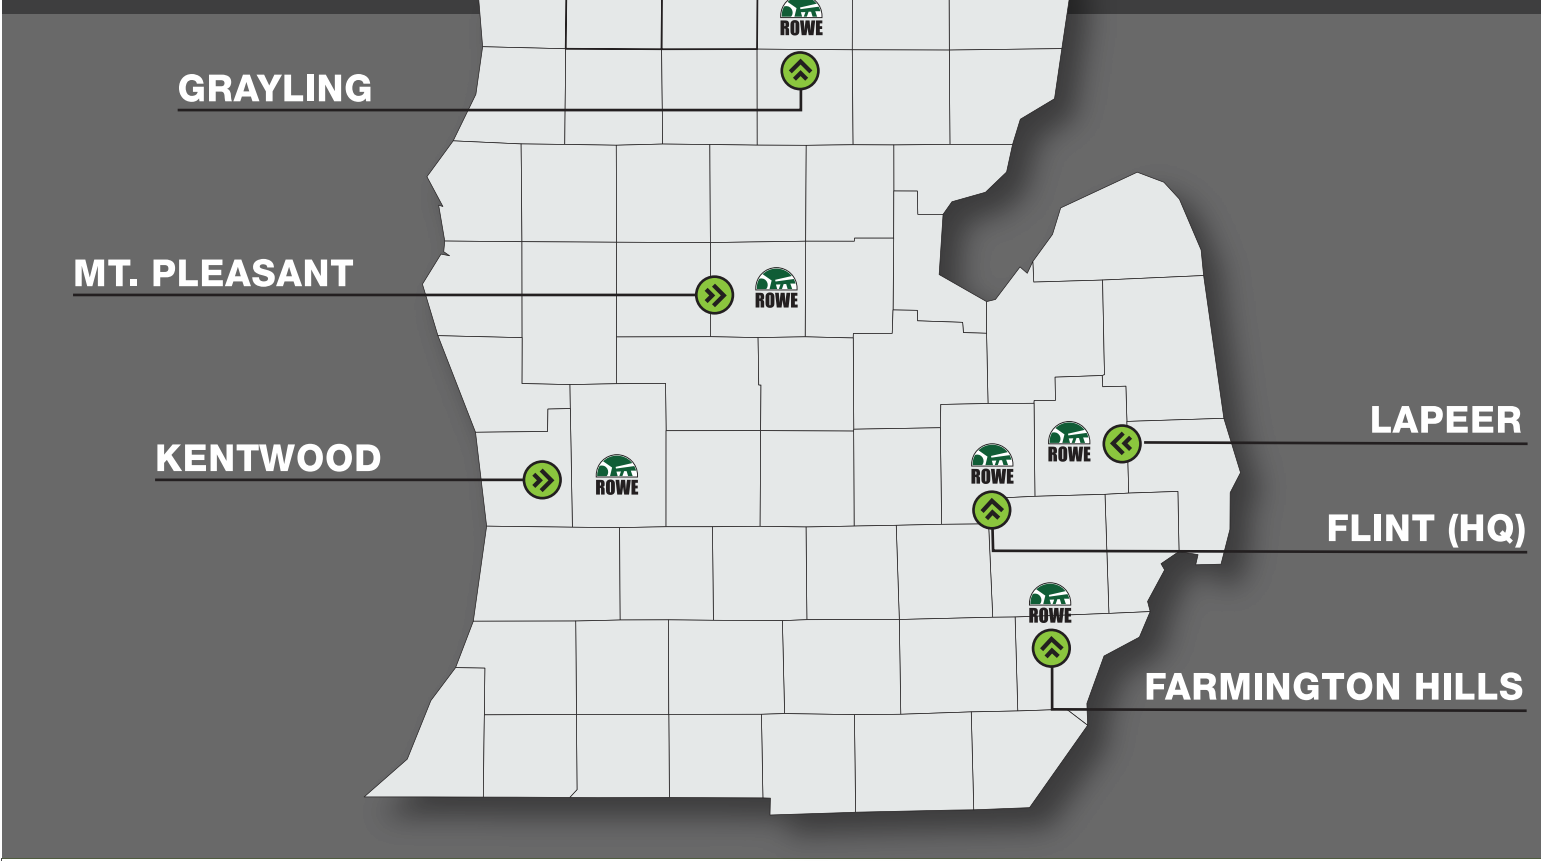 ROWE
GRAYLING
MT. PLEASANT
ROWE
LAPEER
ROWE
KENTWOOD
ROWE
ROWE
FLINT (HQ)
ROWE
FARMINGTON HILLS